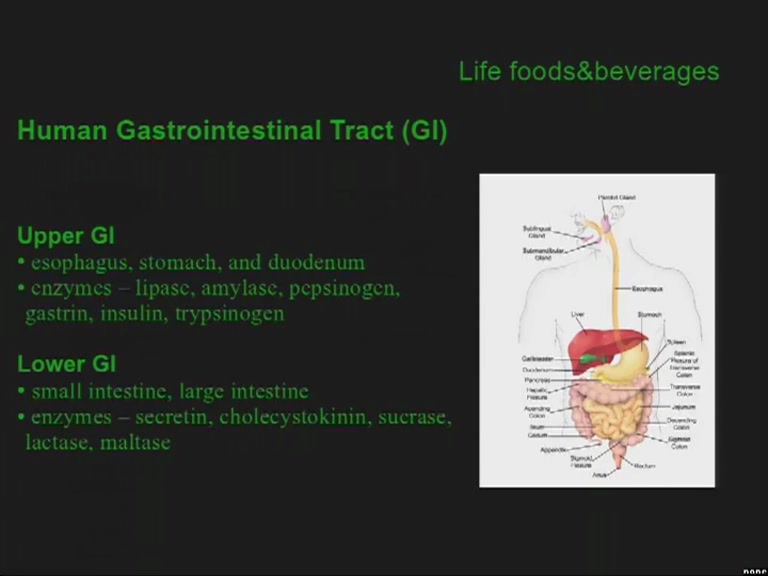 Life foods&beverages
Human Gastrointestinal Tract (GI)
Upper GI
• esophagus, stomach, and duodenum
• enzymes – lipase, amylase, pepsinogen,
gastrin, insulin, trypsinogen
Lower GI
• small intestine, large intestine
• enzymes – secretin, cholecystokinin, sucrase,
lactase, maltase
Parotid Gland
Sublingual
Gland
Submandibular
Gland
Esophagus
Liver
Stomach
Gallbladder
Duodenum
Pancreas
Hepatic
Flexure
Ascending
Colon
Ileum
Cecum
Appendix
Sigmoid
Flexure
Anus
Spleen
Splenic
Flexure of
Transverse
Colon
Transverse
Colon
Jejunum
Descending
Colon
Sigmoid
Colon
Rectum